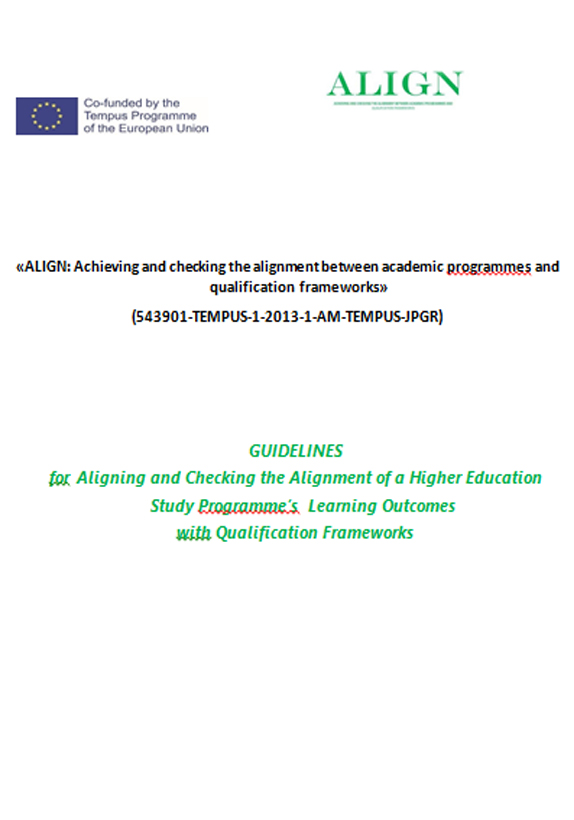 Co-funded by the
Tempus Programme
of the European Union
ALIGN
«ALIGN: Achieving and checking the alignment between academic programmes and
qualification frameworks»
(543901-TEMPUS-1-2013-1-AM-TEMPUS-JPGR)
GUIDELINES
for Aligning and Checking the Alignment of a Higher Education
Study Programme's Learning Outcomes
with Qualification Frameworks